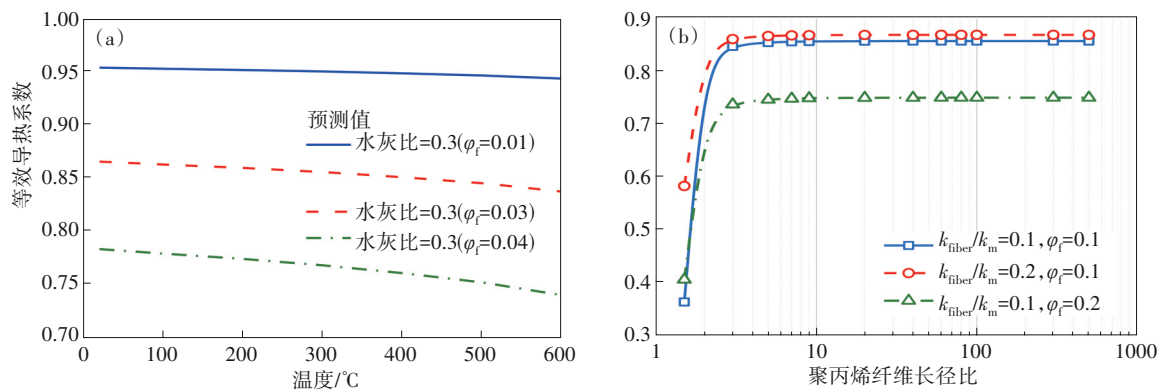 (a)
1.00
0.95
0.90
0.85
0.80
0.75
0.70
等效导热系数
预测值
水灰比=0.3(φf=0.01)
水灰比=0.3(φf=0.03)
水灰比=0.3(φf=0.04)
0 100 200 300 400 500 600
温度/℃
(b)
0.9
0.8
0.7
0.6
0.5
0.4
0.3
kfiber/km=0.1,φf=0.1
kfiber/km=0.2,φf=0.1
kfiber/km=0.1,φf=0.2
1 10 100 1000
聚丙烯纤维长径比